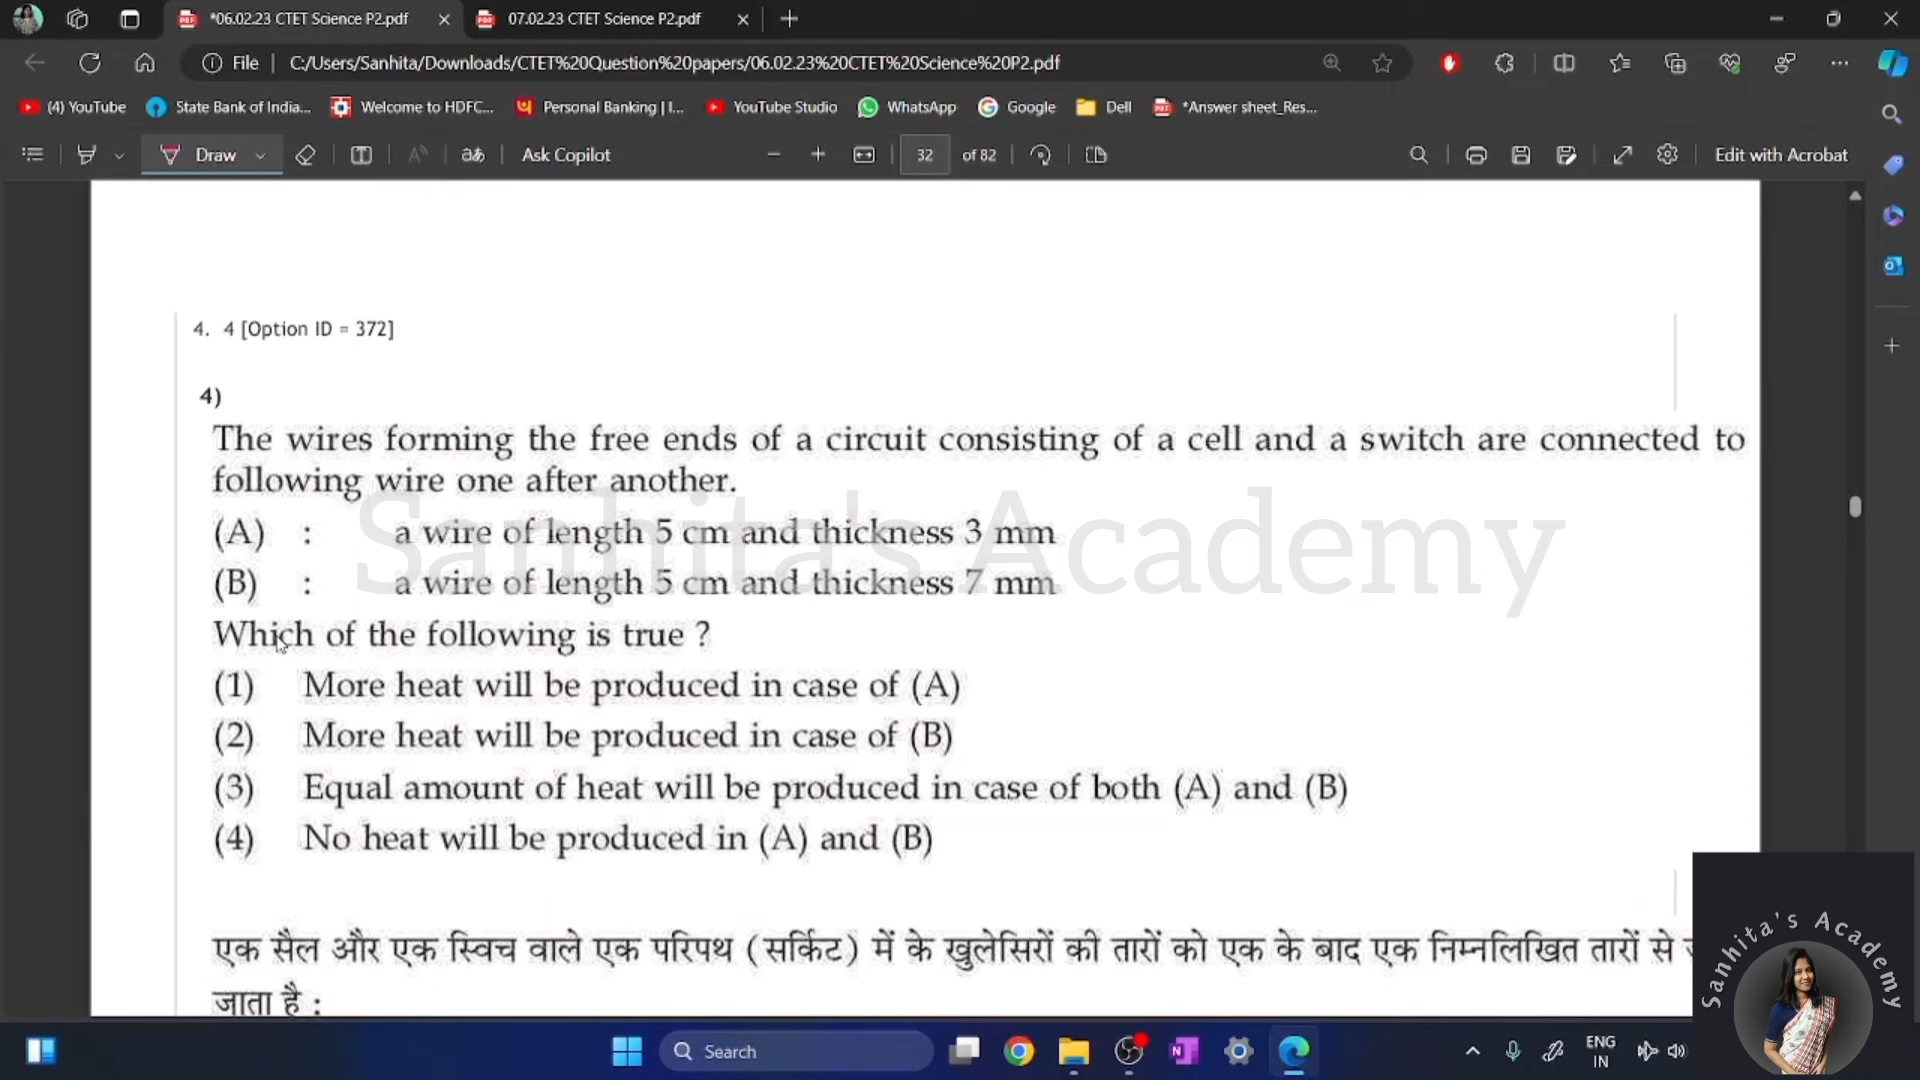 *06.02.23 CTET Science P2.pdf
07.02.23 CTET Science P2.pdf
File
C:/Users/Sanhita/Downloads/CTET%20Question%20papers/06.02.23%20CTET%20Science%20P2.pdf
(4) YouTube
State Bank of India...
Welcome to HDFC...
Personal Banking | I...
YouTube Studio
WhatsApp
Google
Dell
*Answer sheet_Res...
Draw
Ask Copilot
32 of 82
Edit with Acrobat
4. 4 [Option ID = 372]
4)
The wires forming the free ends of a circuit consisting of a cell and a switch are connected to
following wire one after another.
(A) : a wire of length 5 cm and thickness 3 mm
(B) : a wire of length 5 cm and thickness 7 mm
Sanhita's Academy
Which of the following is true ?
(1) More heat will be produced in case of (A)
(2) More heat will be produced in case of (B)
(3) Equal amount of heat will be produced in case of both (A) and (B)
(4) No heat will be produced in (A) and (B)
एक सैल और एक स्विच वाले एक परिपथ (सर्किट) में के खुलेसिरों की तारों को एक के बाद एक निम्नलिखित तारों से
जाता है :
Sanhita's Academy
Search
ENG
IN